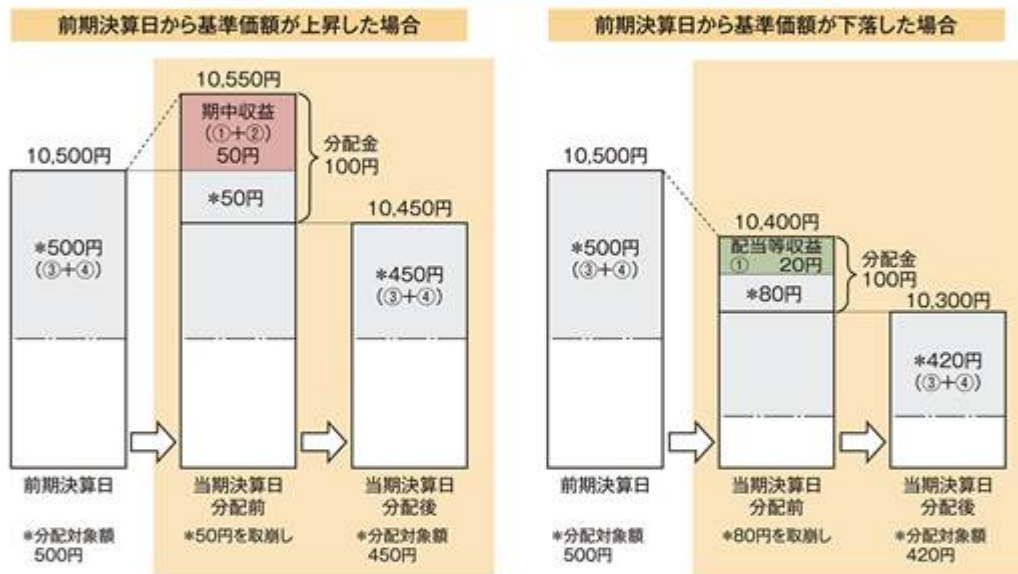 前期決算日から基準価額が上昇した場合
10,550円
期中収益
(①+②)
50円
分配金
100円
10,500円
*50円
10,450円
*500円
(③+④)
*450円
(③+④)
前期決算日
当期決算日
分配前
当期決算日
分配後
*分配対象額
500円
*50円を取崩し
*分配対象額
450円
前期決算日から基準価額が下落した場合
10,500円
10,400円
配当等収益
① 20円
分配金
100円
*500円
(③+④)
*80円
10,300円
*420円
(③+④)
前期決算日
当期決算日
分配前
当期決算日
分配後
*分配対象額
500円
*80円を取崩し
*分配対象額
420円